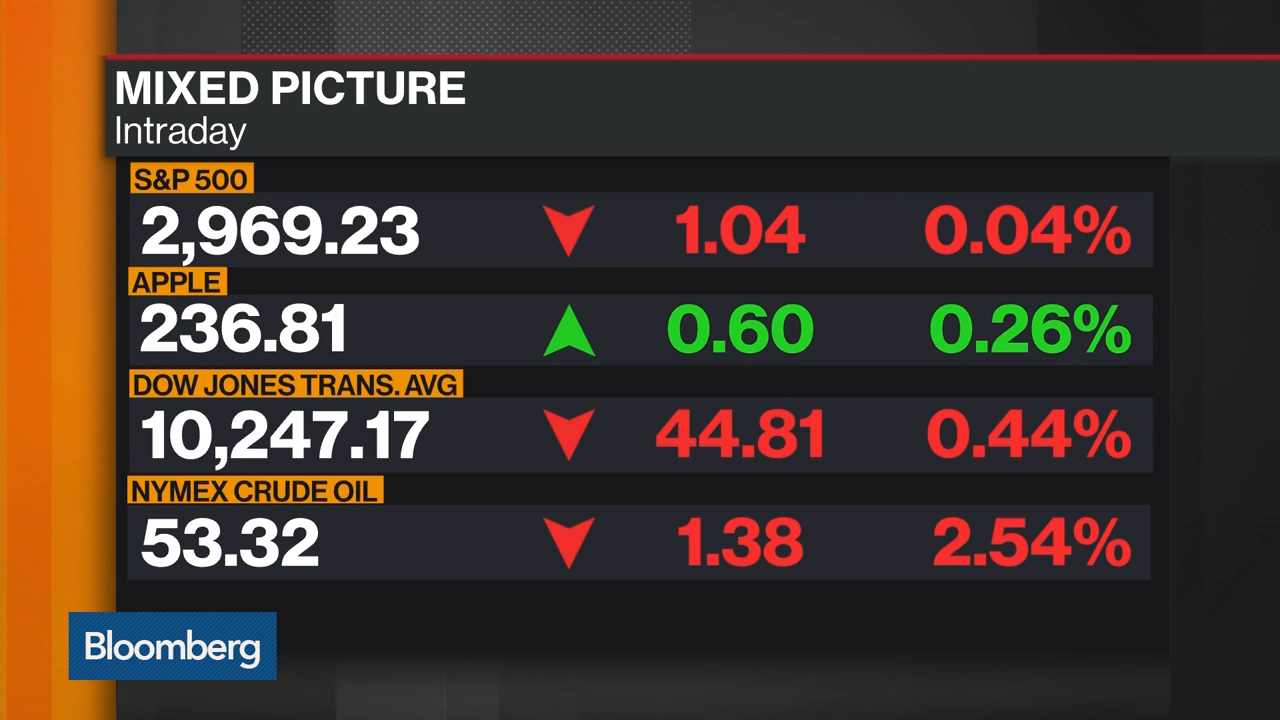 MIXED PICTURE
Intraday
S&P 500
2,969.23 1.04 0.04%
APPLE
236.81 0.60 0.26%
DOW JONES TRANS. AVG
10,247.17 44.81 0.44%
NYMEX CRUDE OIL
53.32 1.38 2.54%
Bloomberg